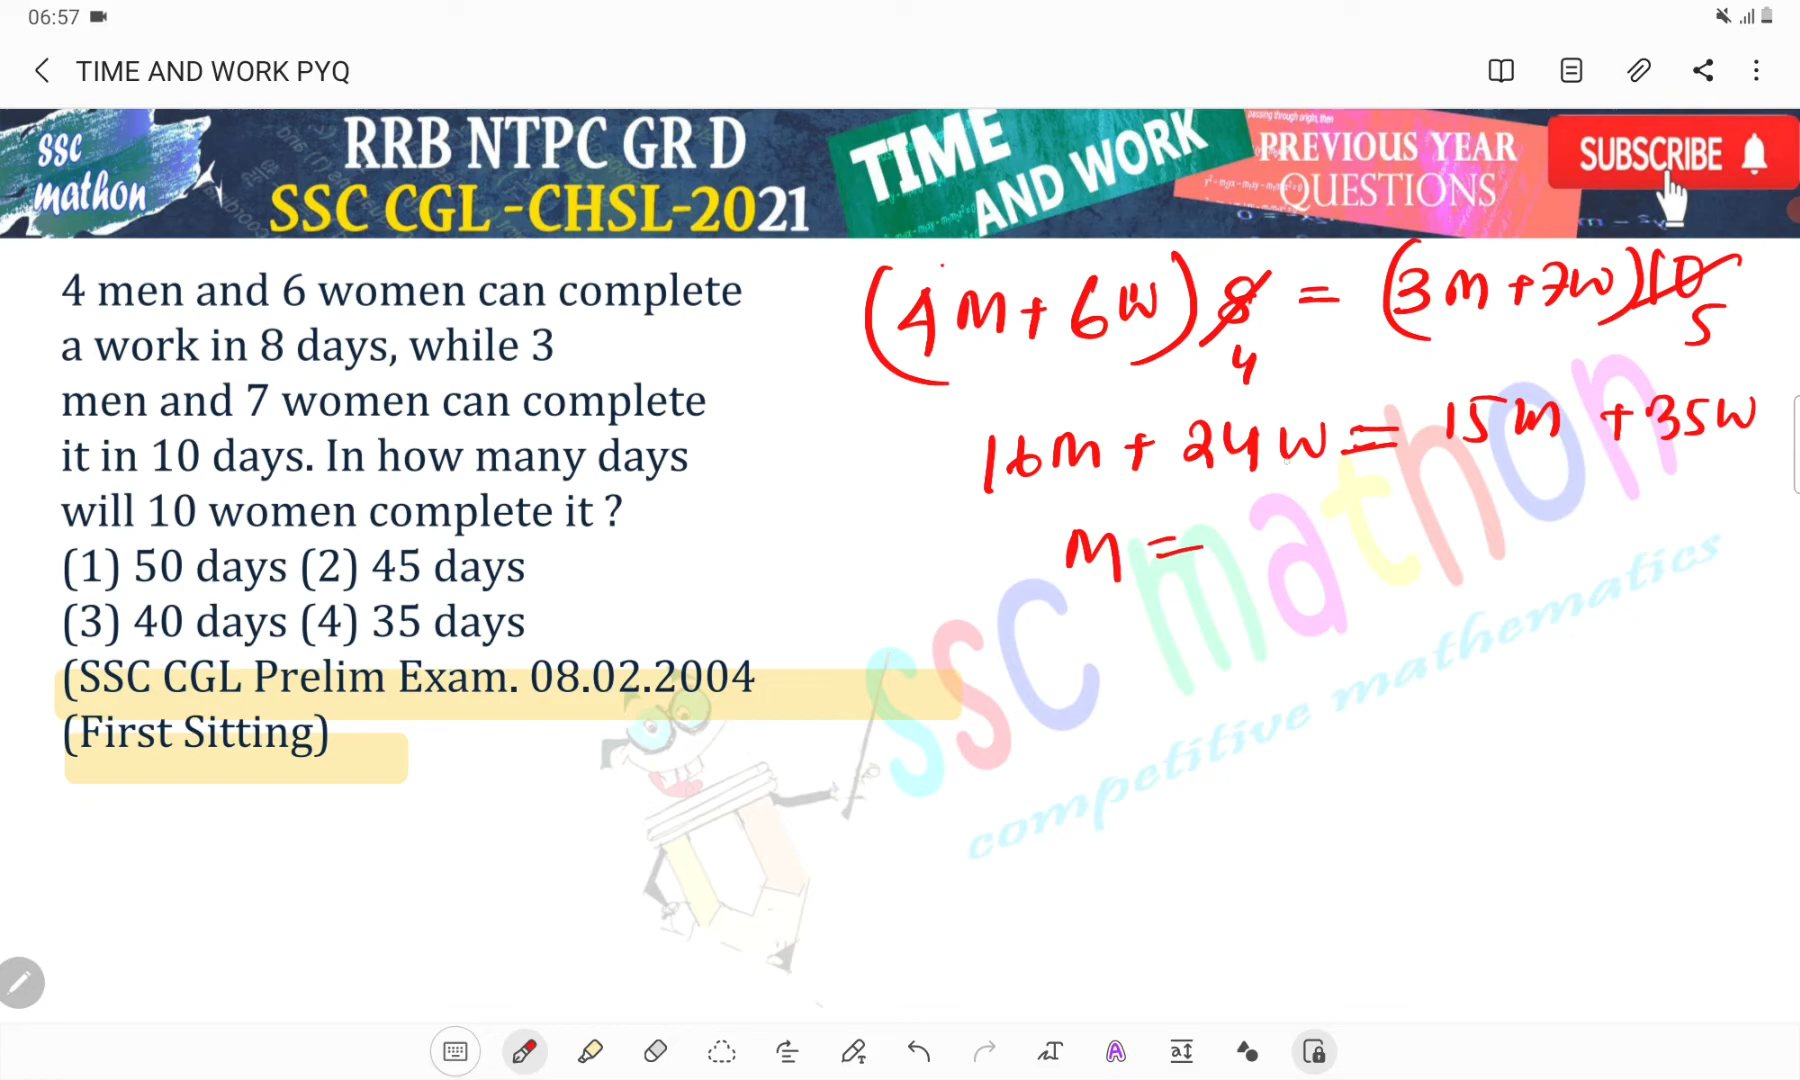 06:57
TIME AND WORK PYQ
ssc mathon
RRB NTPC GR D
SSC CGL -CHSL-2021
TIME AND WORK
passing through origin, then
PREVIOUS YEAR
QUESTIONS
SUBSCRIBE
4 men and 6 women can complete
a work in 8 days, while 3
men and 7 women can complete
it in 10 days. In how many days
will 10 women complete it ?
(1) 50 days (2) 45 days
(3) 40 days (4) 35 days
(SSC CGL Prelim Exam. 08.02.2004
(First Sitting)
(4M+6W) 8 = (3M+7W)10
4 5
16M + 24W = 15M + 35W
M =
ssc mathon
competitive mathematics